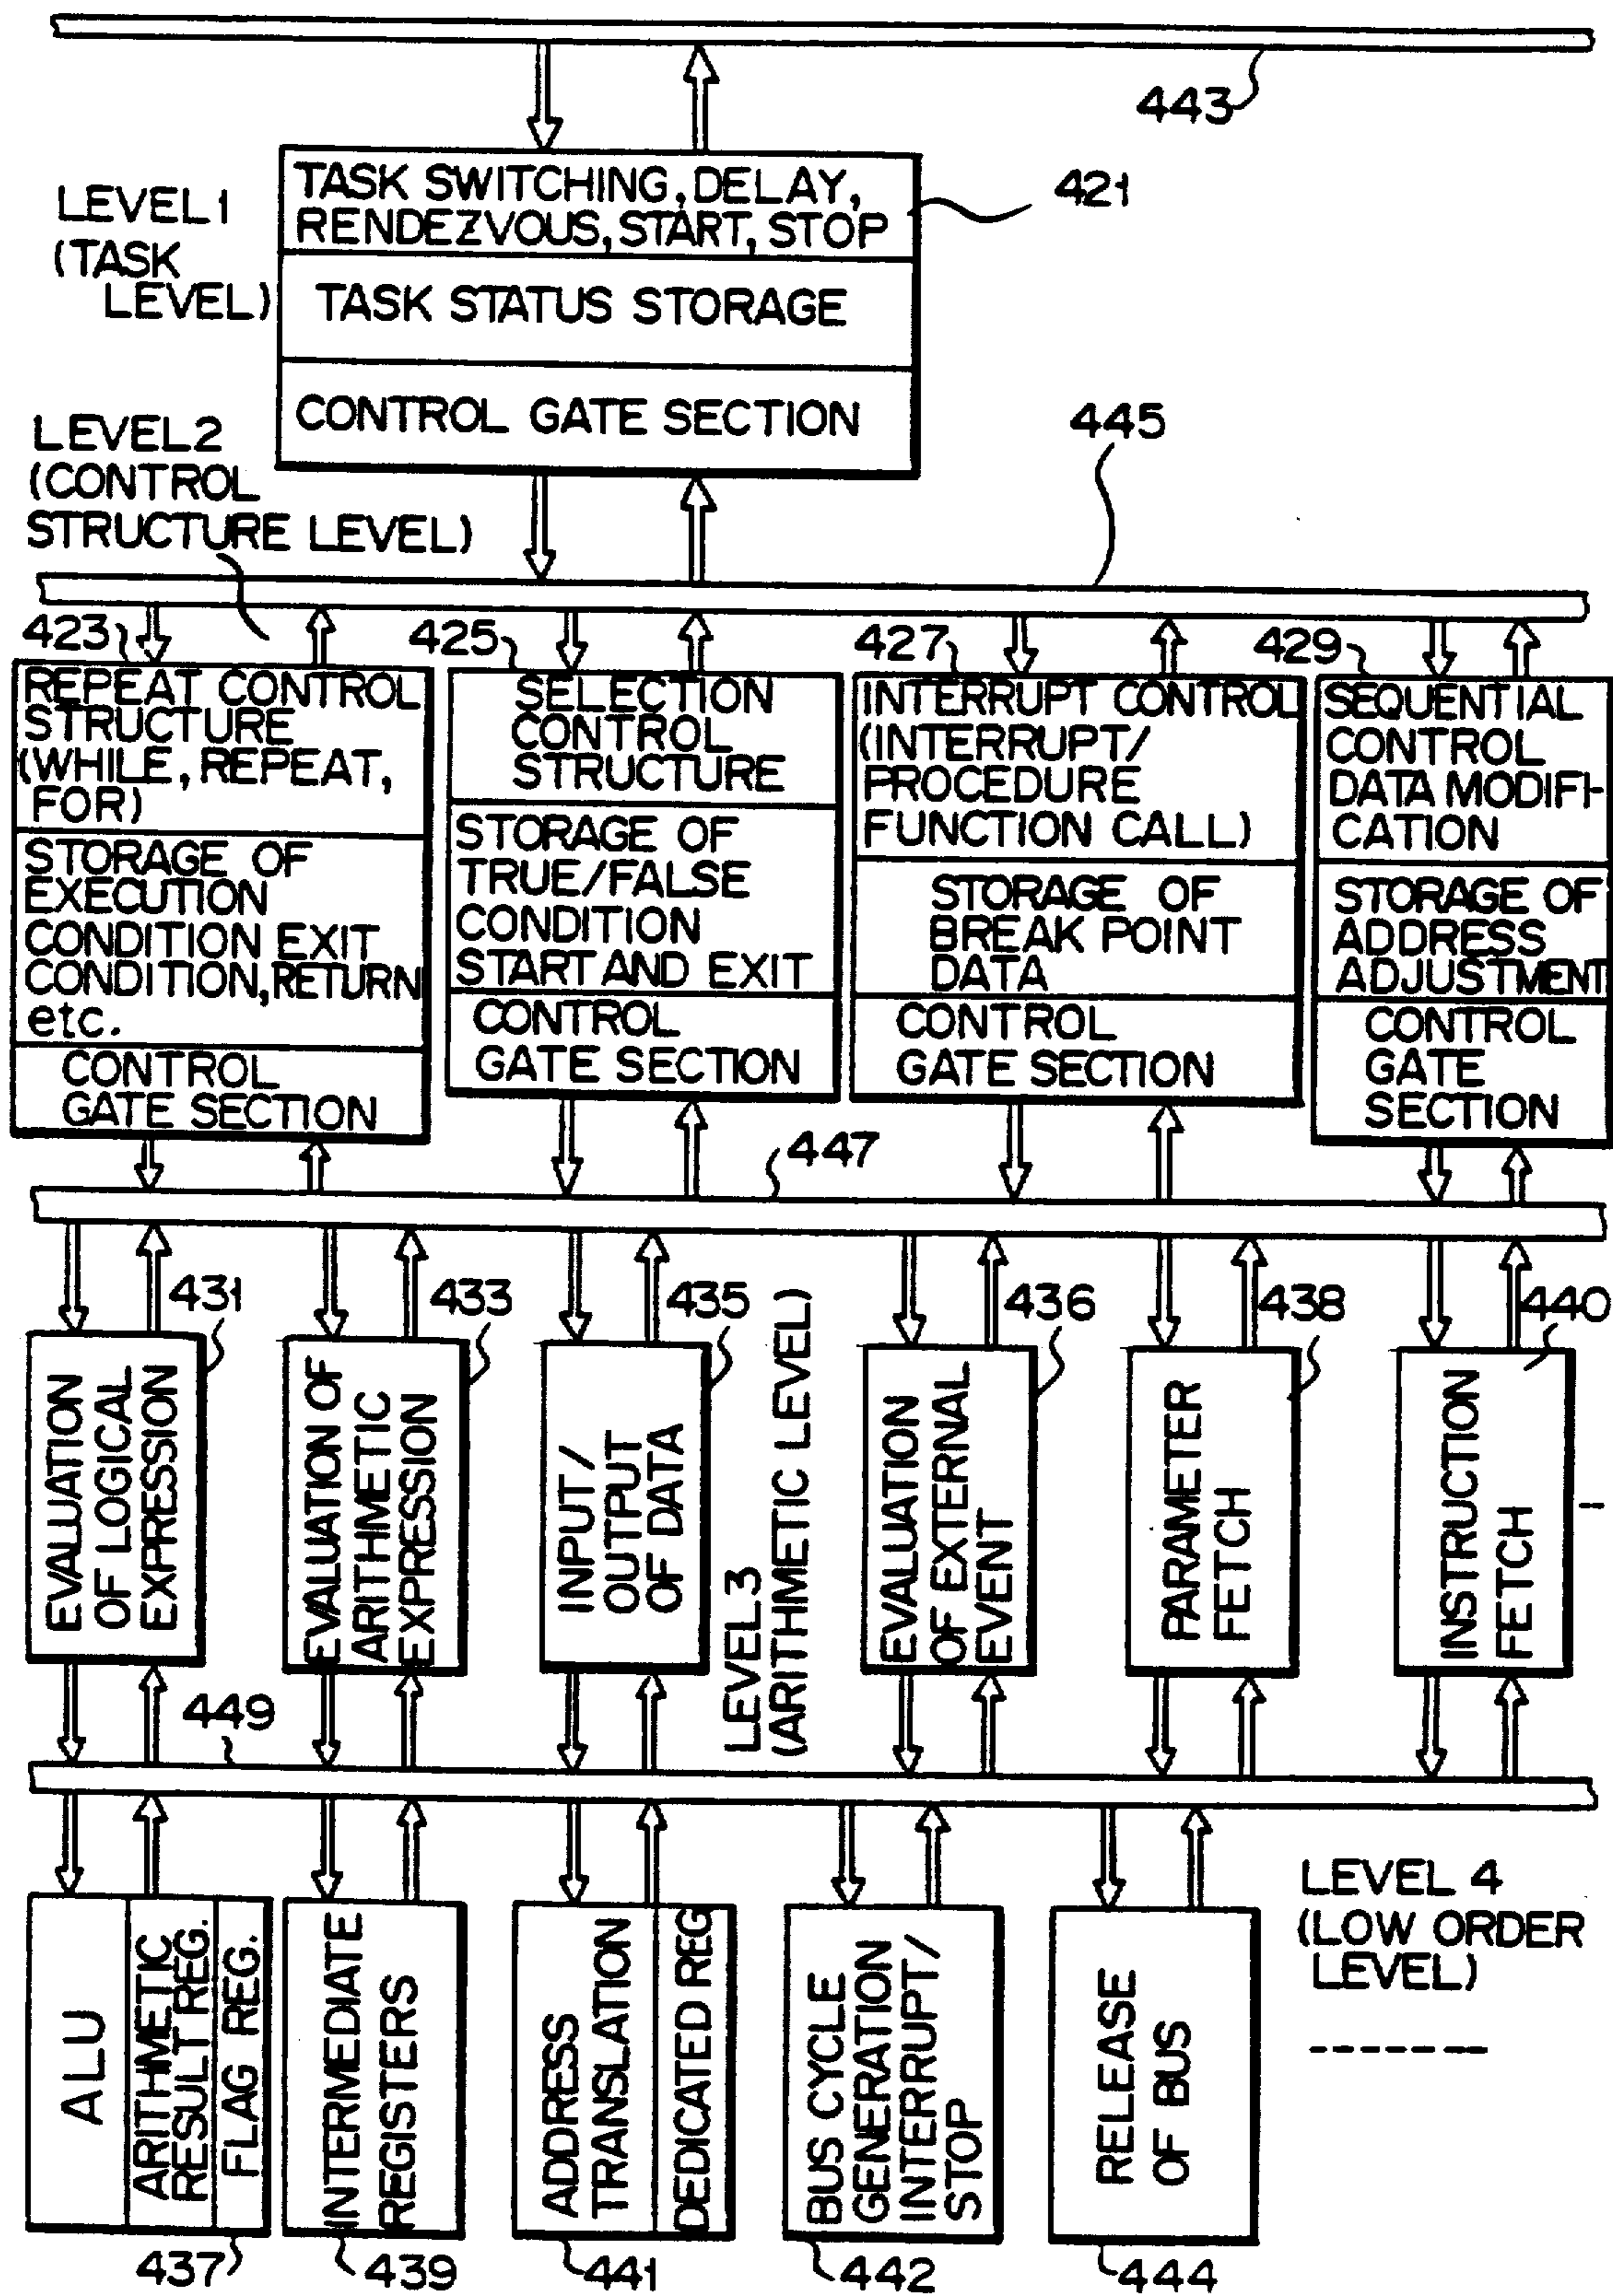 443
LEVEL1
(TASK
LEVEL)
TASK SWITCHING, DELAY,
RENDEZVOUS, START, STOP
421
TASK STATUS STORAGE
CONTROL GATE SECTION
LEVEL2
(CONTROL
STRUCTURE LEVEL)
445
423
425
427
429
REPEAT CONTROL
STRUCTURE
(WHILE, REPEAT,
FOR)
STORAGE OF
EXECUTION
CONDITION EXIT
CONDITION, RETURN
etc.
CONTROL
GATE SECTION
SELECTION
CONTROL
STRUCTURE
STORAGE OF
TRUE/FALSE
CONDITION
START AND EXIT
CONTROL
GATE SECTION
INTERRUPT CONTROL
(INTERRUPT/
PROCEDURE
FUNCTION CALL)
STORAGE OF
BREAK POINT
DATA
CONTROL
GATE SECTION
SEQUENTIAL
CONTROL
DATA MODIFI-
CATION
STORAGE OF
ADDRESS
ADJUSTMENT
CONTROL
GATE
SECTION
447
431
433
435
436
438
440
EVALUATION
OF LOGICAL
EXPRESSION
EVALUATION OF
ARITHMETIC
EXPRESSION
INPUT/
OUTPUT
OF DATA
LEVEL 3
(ARITHMETIC LEVEL)
EVALUATION
OF EXTERNAL
EVENT
PARAMETER
FETCH
INSTRUCTION
FETCH
449
ALU
ARITHMETIC
RESULT REG.
FLAG REG.
INTERMEDIATE
REGISTERS
ADDRESS
TRANSLATION
DEDICATED REG
BUS CYCLE
GENERATION
INTERRUPT/
STOP
RELEASE
OF BUS
LEVEL 4
(LOW ORDER
LEVEL)
437
439
441
442
444